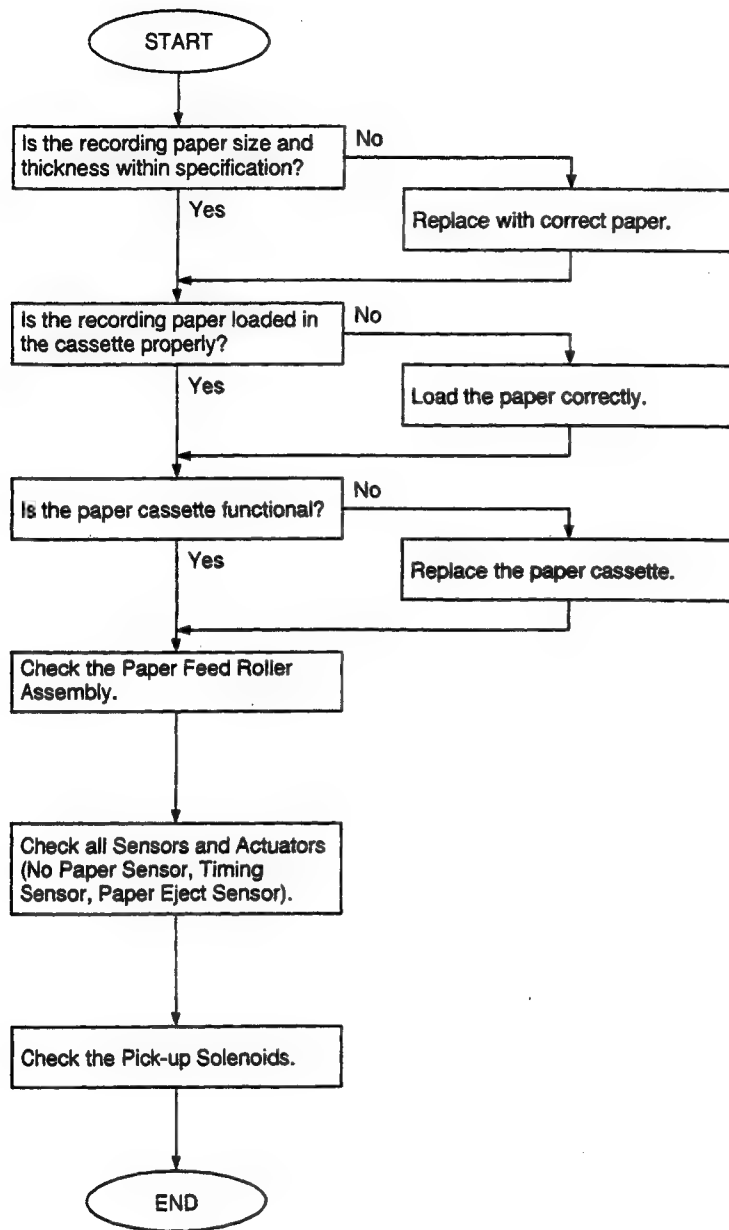 START
Is the recording paper size and
thickness within specification?
No
Yes
Replace with correct paper.
Is the recording paper loaded in
the cassette properly?
No
Yes
Load the paper correctly.
Is the paper cassette functional?
No
Yes
Replace the paper cassette.
Check the Paper Feed Roller
Assembly.
Check all Sensors and Actuators
(No Paper Sensor, Timing
Sensor, Paper Eject Sensor).
Check the Pick-up Solenoids.
END